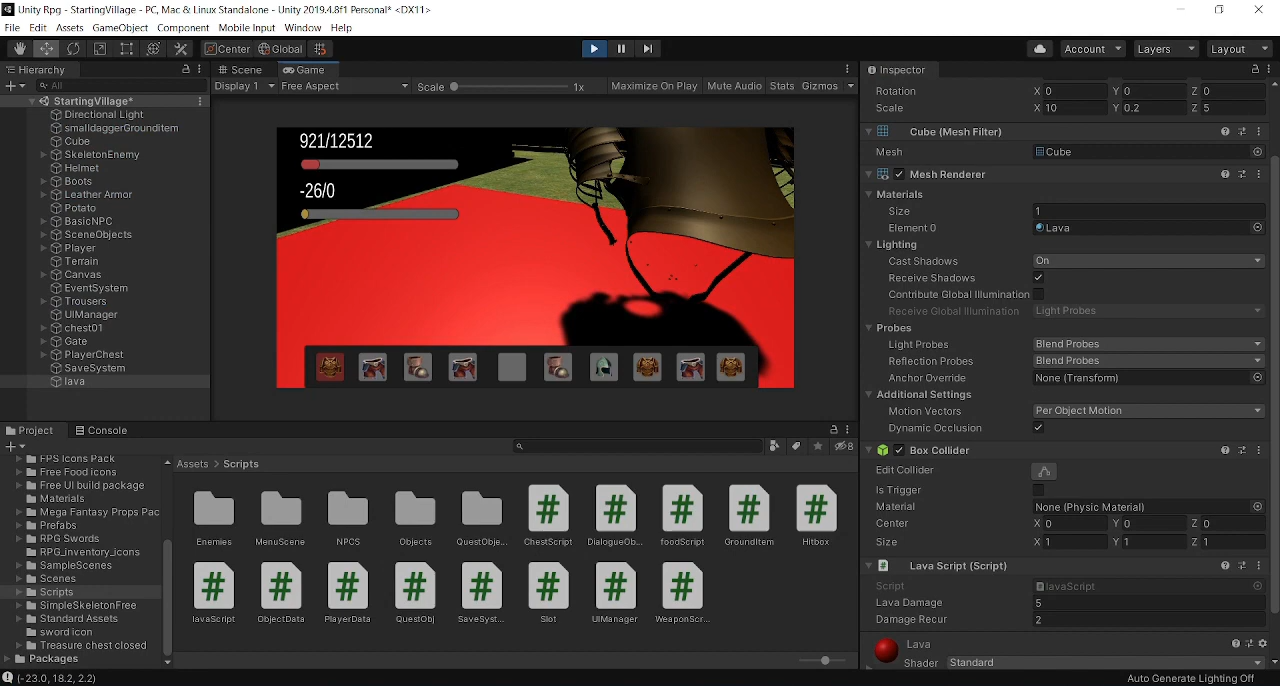 Unity Rpg - StartingVillage - PC, Mac & Linux Standalone - Unity 2019.4.8f1 Personal* <DX11>
File Edit Assets GameObject Component Mobile Input Window Help
Center Global Account Layers Layout
Hierarchy
All
StartingVillage*
Directional Light
smalldaggerGrounditem
Cube
SkeletonEnemy
Helmet
Boots
Leather Armor
Potato
BasicNPC
SceneObjects
Player
Terrain
Canvas
EventSystem
Trousers
UIManager
chest01
Gate
PlayerChest
SaveSystem
lava
Scene Game
Display 1 Free Aspect Scale 1x Maximize On Play Mute Audio Stats Gizmos
921/12512
-26/0
Inspector
Rotation X 0 Y 0 Z 0
Scale X 10 Y 0.2 Z 5
Cube (Mesh Filter)
Mesh Cube
Mesh Renderer
Materials
Size 1
Element 0 Lava
Lighting
Cast Shadows On
Receive Shadows
Contribute Global Illumination
Receive Global Illumination Light Probes
Probes
Light Probes Blend Probes
Reflection Probes Blend Probes
Anchor Override None (Transform)
Additional Settings
Motion Vectors Per Object Motion
Dynamic Occlusion
Box Collider
Edit Collider
Is Trigger
Material None (Physic Material)
Center X 0 Y 0 Z 0
Size X 1 Y 1 Z 1
Lava Script (Script)
Script lavaScript
Lava Damage 5
Damage Recur 2
Lava
Shader Standard
Project Console
8
FPS Icons Pack
Free Food icons
Free UI build package
Materials
Mega Fantasy Props Pac
Prefabs
RPG Swords
RPG_inventory_icons
SampleScenes
Scenes
Scripts
SimpleSkeletonFree
Standard Assets
sword icon
Treasure chest closed
Packages
Assets > Scripts
Enemies MenuScene NPCS Objects QuestObje... ChestScript DialogueOb... foodScript GroundItem Hitbox
lavaScript ObjectData PlayerData QuestObj SaveSyst... Slot UIManager WeaponScr...
(-23.0, 18.2, 2.2) Auto Generate Lighting Off